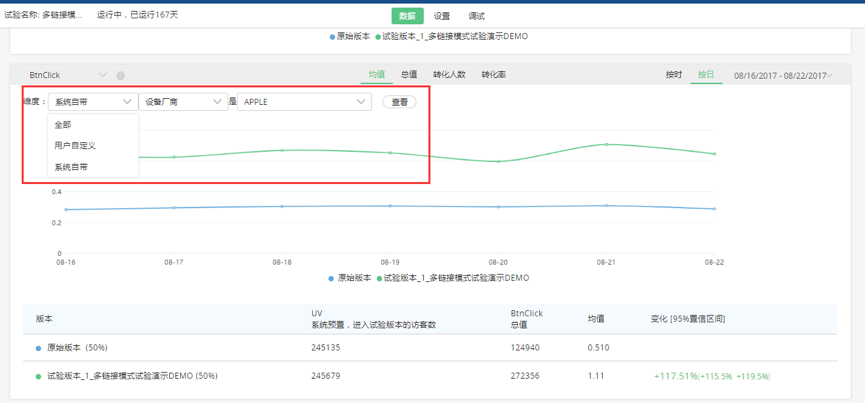 试验名称: 多链接模... 运行中，已运行167天 数据 设置 调试
原始版本 试验版本_1_多链接模式试验演示DEMO
BtnClick 均值 总值 转化人数 转化率 按时 按日 08/16/2017 - 08/22/2017
维度： 系统自带 设备厂商 是 APPLE 查看
全部
用户自定义
系统自带
0.4
0.2
0
08-16 08-17 08-18 08-19 08-20 08-21 08-22
原始版本 试验版本_1_多链接模式试验演示DEMO
版本 UV 系统预置，进入试验版本的访客数 BtnClick 总值 均值 变化 [95%置信区间]
原始版本 (50%) 245135 124940 0.510
试验版本_1_多链接模式试验演示DEMO (50%) 245679 272356 1.11 +117.51%[+115.5% +119.5%]